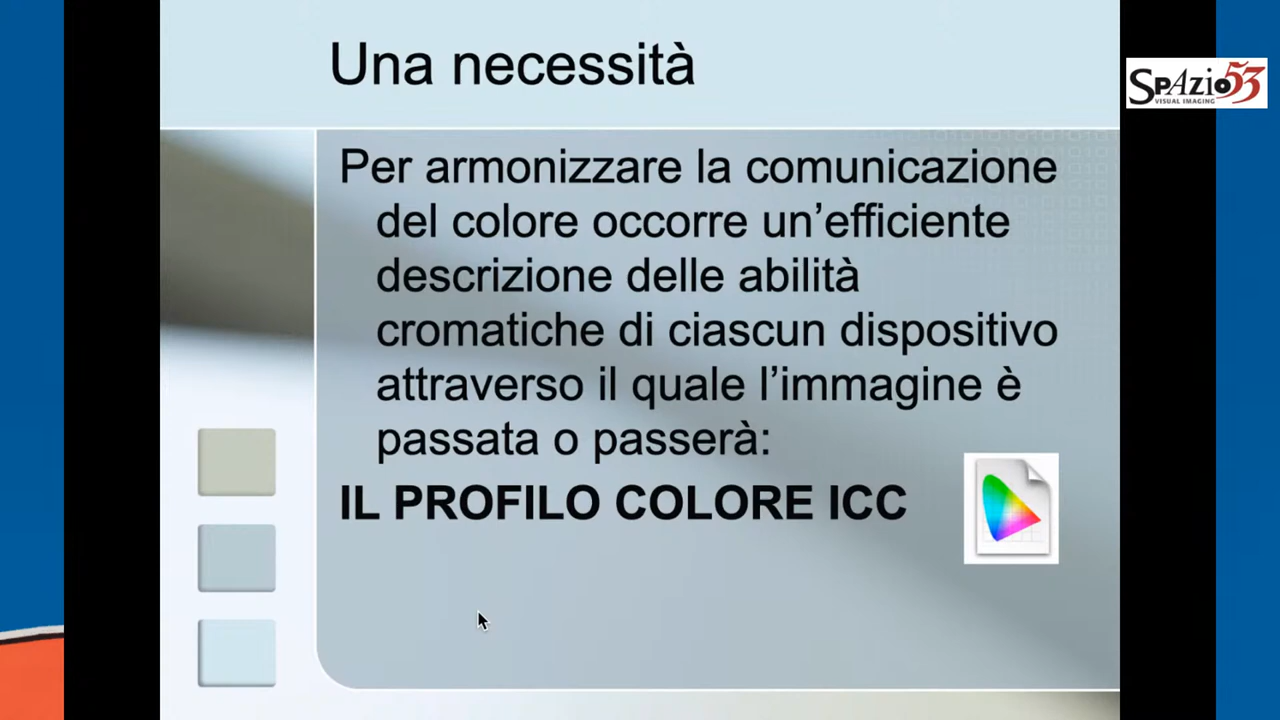 Una necessità
SPAZIO53
VISUAL IMAGING
Per armonizzare la comunicazione
del colore occorre un’efficiente
descrizione delle abilità
cromatiche di ciascun dispositivo
attraverso il quale l’immagine è
passata o passerà:
IL PROFILO COLORE ICC